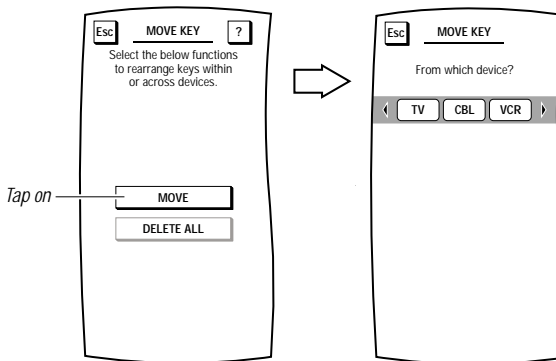 Esc MOVE KEY ?
Select the below functions
to rearrange keys within
or across devices.
Tap on
MOVE
DELETE ALL
Esc MOVE KEY
From which device?
TV CBL VCR